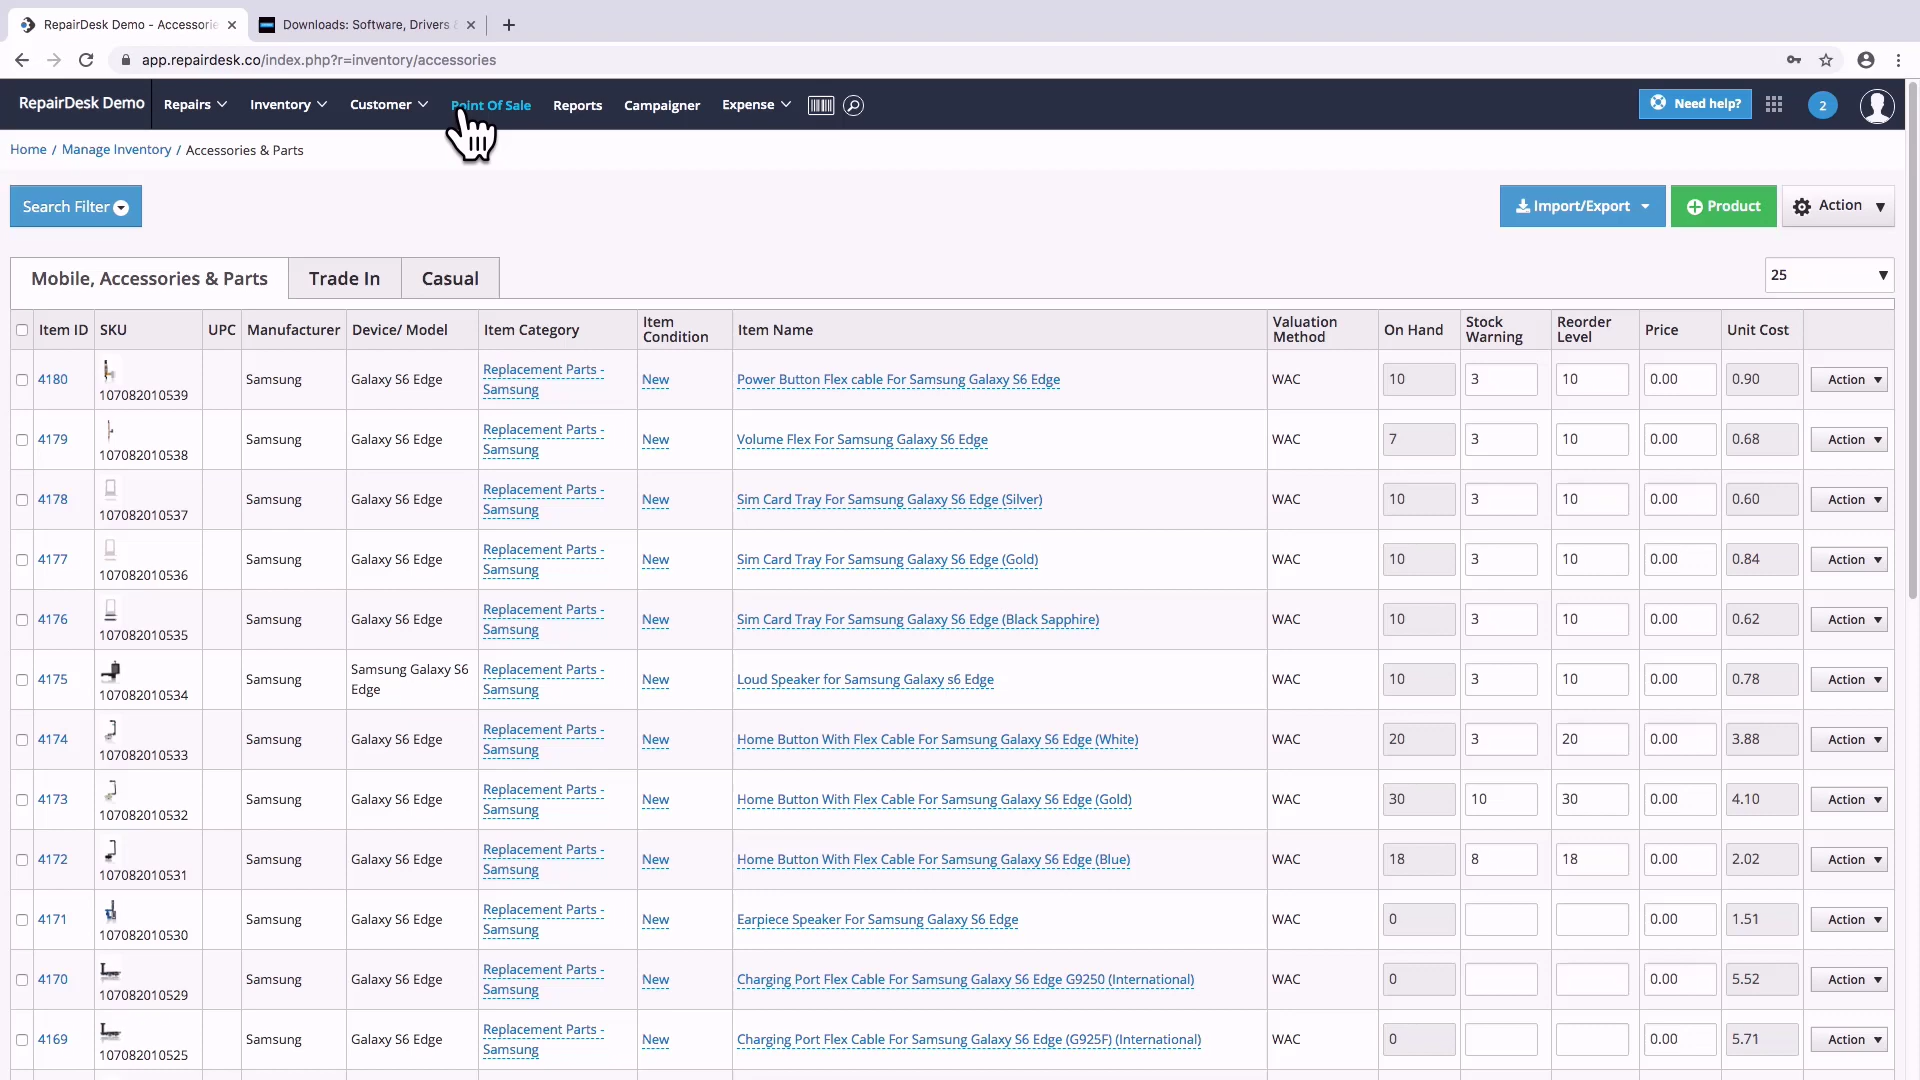 RepairDesk Demo - Accessorie
Downloads: Software, Drivers &
app.repairdesk.co/index.php?r=inventory/accessories
RepairDesk Demo
Repairs
Inventory
Customer
Point Of Sale
Reports
Campaigner
Expense
Need help?
2
Home / Manage Inventory / Accessories & Parts
Search Filter
Import/Export
Product
Action
Mobile, Accessories & Parts
Trade In
Casual
25
Item ID SKU UPC Manufacturer Device/ Model Item Category Item Condition Item Name Valuation Method On Hand Stock Warning Reorder Level Price Unit Cost
4180 107082010539 Samsung Galaxy S6 Edge Replacement Parts - Samsung New Power Button Flex cable For Samsung Galaxy S6 Edge WAC 10 3 10 0.00 0.90 Action
4179 107082010538 Samsung Galaxy S6 Edge Replacement Parts - Samsung New Volume Flex For Samsung Galaxy S6 Edge WAC 7 3 10 0.00 0.68 Action
4178 107082010537 Samsung Galaxy S6 Edge Replacement Parts - Samsung New Sim Card Tray For Samsung Galaxy S6 Edge (Silver) WAC 10 3 10 0.00 0.60 Action
4177 107082010536 Samsung Galaxy S6 Edge Replacement Parts - Samsung New Sim Card Tray For Samsung Galaxy S6 Edge (Gold) WAC 10 3 10 0.00 0.84 Action
4176 107082010535 Samsung Galaxy S6 Edge Replacement Parts - Samsung New Sim Card Tray For Samsung Galaxy S6 Edge (Black Sapphire) WAC 10 3 10 0.00 0.62 Action
4175 107082010534 Samsung Samsung Galaxy S6 Edge Replacement Parts - Samsung New Loud Speaker for Samsung Galaxy s6 Edge WAC 10 3 10 0.00 0.78 Action
4174 107082010533 Samsung Galaxy S6 Edge Replacement Parts - Samsung New Home Button With Flex Cable For Samsung Galaxy S6 Edge (White) WAC 20 3 20 0.00 3.88 Action
4173 107082010532 Samsung Galaxy S6 Edge Replacement Parts - Samsung New Home Button With Flex Cable For Samsung Galaxy S6 Edge (Gold) WAC 30 10 30 0.00 4.10 Action
4172 107082010531 Samsung Galaxy S6 Edge Replacement Parts - Samsung New Home Button With Flex Cable For Samsung Galaxy S6 Edge (Blue) WAC 18 8 18 0.00 2.02 Action
4171 107082010530 Samsung Galaxy S6 Edge Replacement Parts - Samsung New Earpiece Speaker For Samsung Galaxy S6 Edge WAC 0 0.00 1.51 Action
4170 107082010529 Samsung Galaxy S6 Edge Replacement Parts - Samsung New Charging Port Flex Cable For Samsung Galaxy S6 Edge G9250 (International) WAC 0 0.00 5.52 Action
4169 107082010525 Samsung Galaxy S6 Edge Replacement Parts - Samsung New Charging Port Flex Cable For Samsung Galaxy S6 Edge (G925F) (International) WAC 0 0.00 5.71 Action